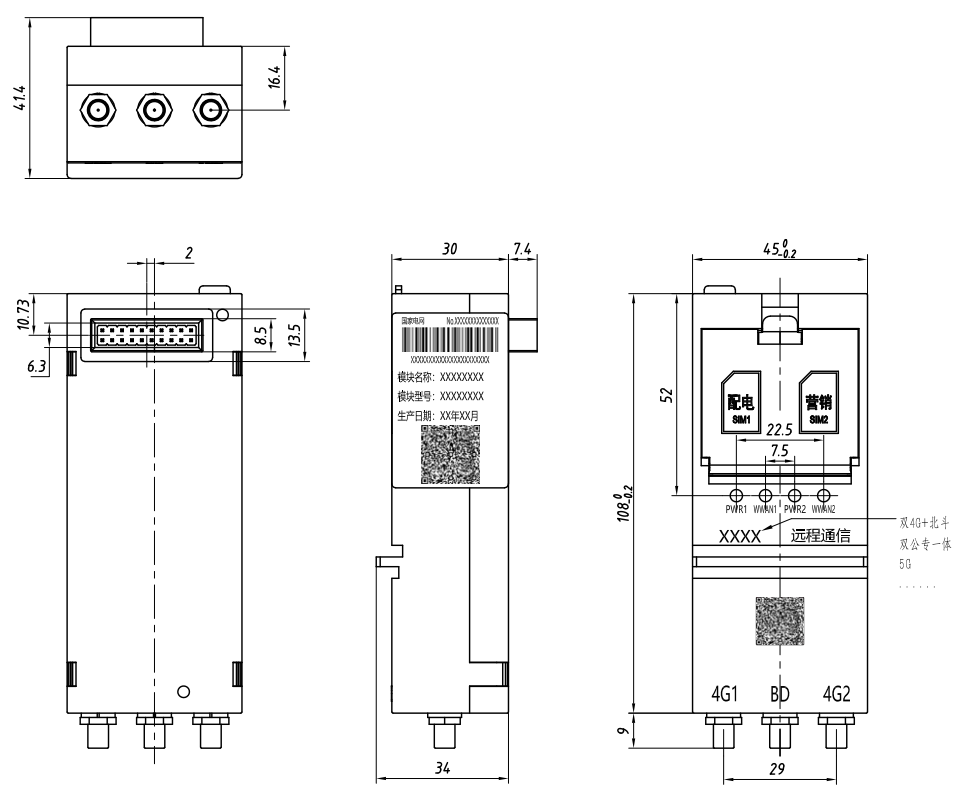 41.4
16.4
2
10.73
6.3
8.5
13.5
30
7.4
国家电网 No.XXXXXXXXXXXXXX
XXXXXXXXXXXXXXXXXXXXXX
模块名称：XXXXXXXX
模块型号：XXXXXXXX
生产日期：XX年XX月
34
45 0 -0.2
52
108 0 -0.2
配电
SIM1
营销
SIM2
22.5
7.5
PWR1 WWAN1 PWR2 WWAN2
XXXX 远程通信
双4G+北斗
双公专一体
5G
......
4G1 BD 4G2
9
29